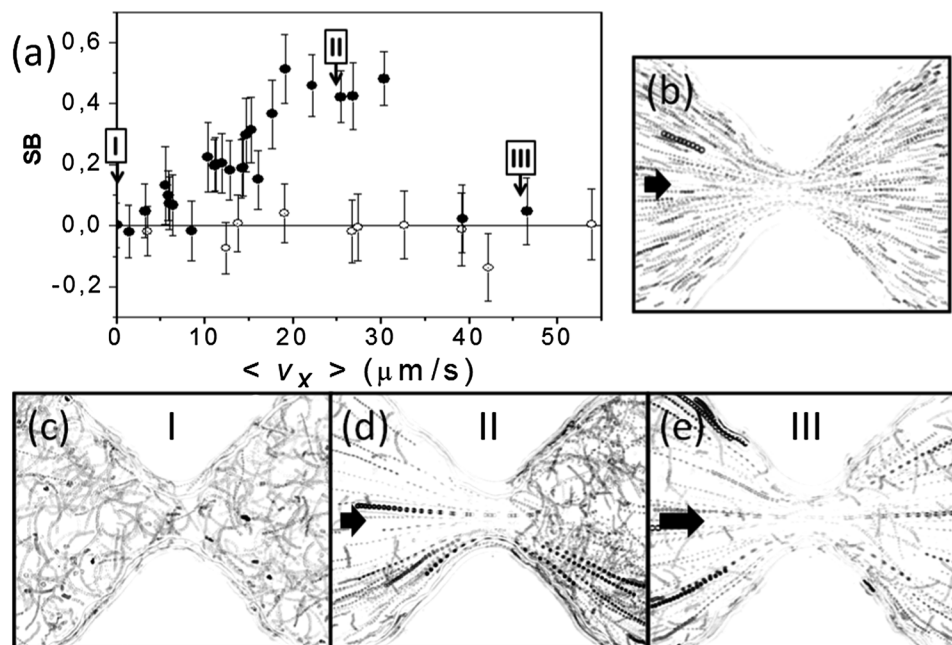 (a)
0,6
0,4
0,2
0,0
-0,2
SB
I
II
III
0 10 20 30 40 50
< v_x > (μm/s)
(b)
(c) I
(d) II
(e) III